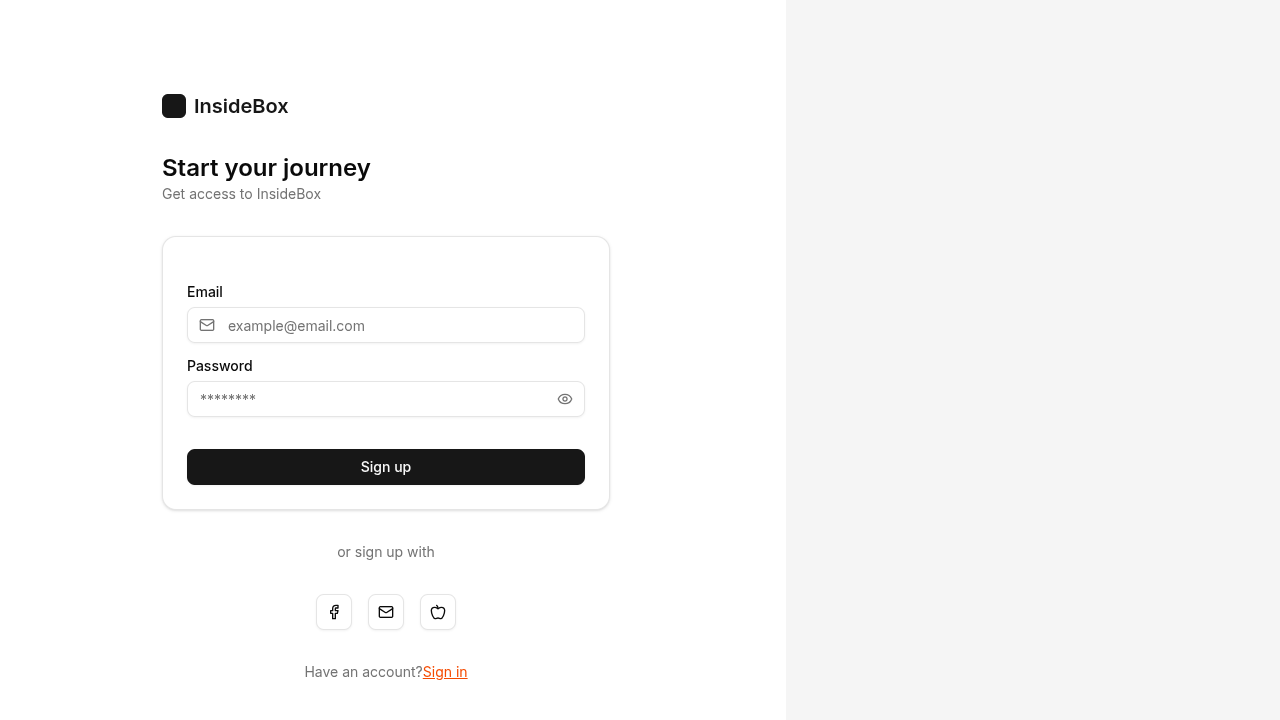 InsideBox
Start your journey
Get access to InsideBox
Email
example@email.com
Password
********
Sign up
or sign up with
Have an account?Sign in